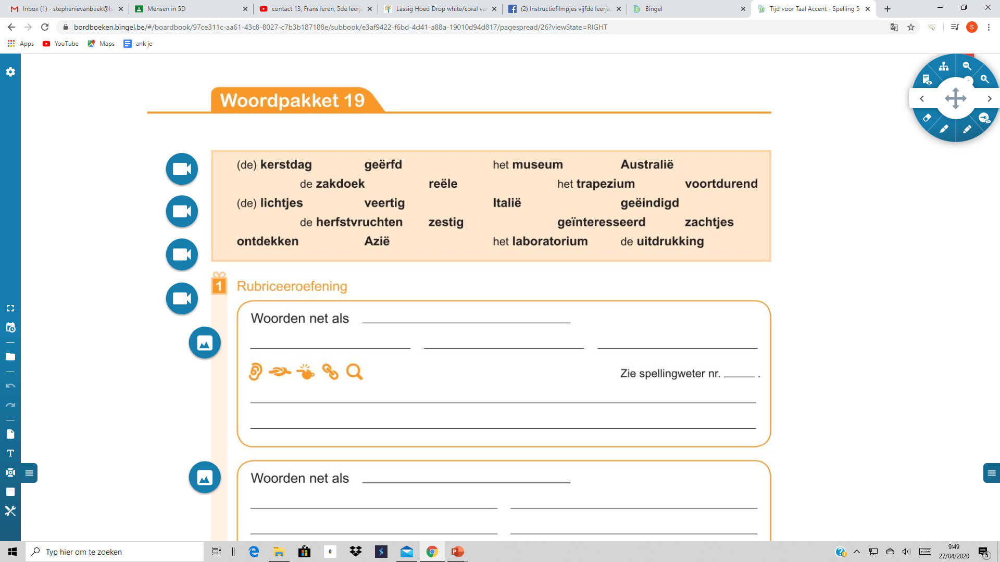 Inbox (1) - stephanievanbeek@ls
Mensen in 5D
contact 13, Frans leren, 5de leerj
Lässig Hoed Drop white/coral va
(2) Instructiefilmpjes vijfde leerja
Bingel
Tijd voor Taal Accent - Spelling 5
bordboeken.bingel.be/#/boardbook/97ce311c-aa61-43c8-8027-c7b3b187188e/subbook/e3af9422-f6bd-4d41-a88a-19010d94d817/pagespread/26?viewState=RIGHT
S
Apps YouTube Maps ank je
Woordpakket 19
(de) kerstdag geërfd het museum Australië
de zakdoek reële het trapezium voortdurend
(de) lichtjes veertig Italië geëindigd
de herfstvruchten zestig geïnteresseerd zachtjes
ontdekken Azië het laboratorium de uitdrukking
1 Rubriceeroefening
Woorden net als
Zie spellingweter nr. .
Woorden net als
Typ hier om te zoeken
9:49
27/04/2020
5